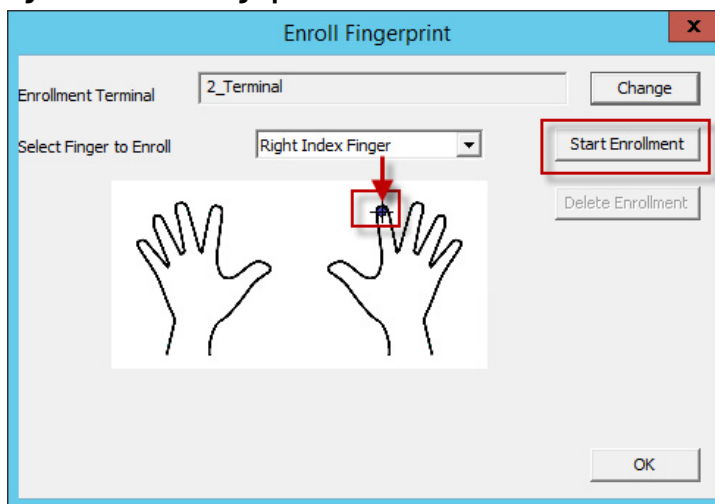 Enroll Fingerprint
x
Enrollment Terminal 2_Terminal Change
Select Finger to Enroll Right Index Finger Start Enrollment
Delete Enrollment
OK